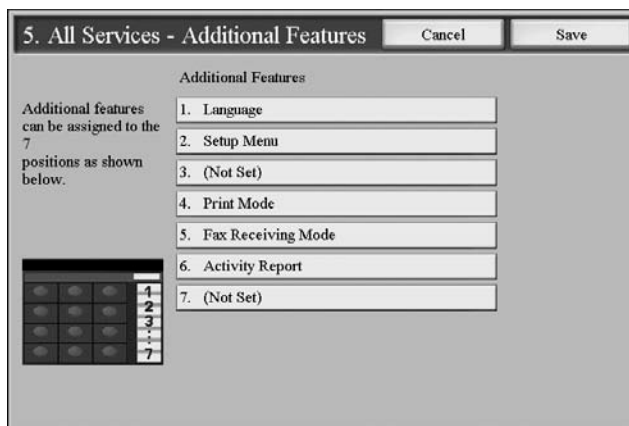 5. All Services - Additional Features
Cancel
Save
Additional Features
Additional features
can be assigned to the
7
positions as shown
below.
1. Language
2. Setup Menu
3. (Not Set)
4. Print Mode
5. Fax Receiving Mode
6. Activity Report
7. (Not Set)
1
2
3
:
7